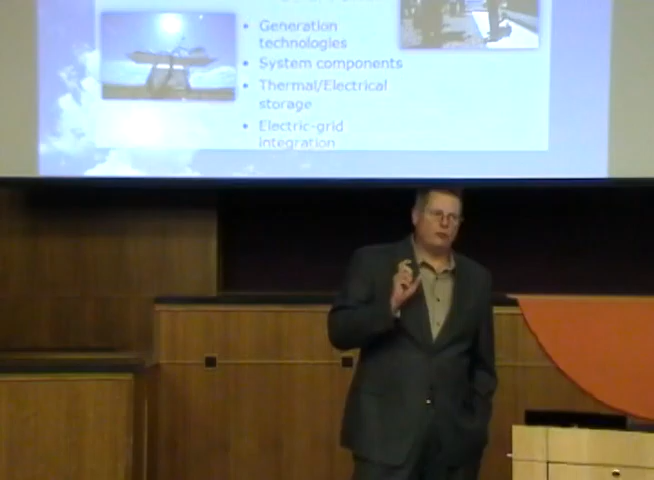 • Generation
technologies
• System components
• Thermal/Electrical
storage
• Electric-grid
integration